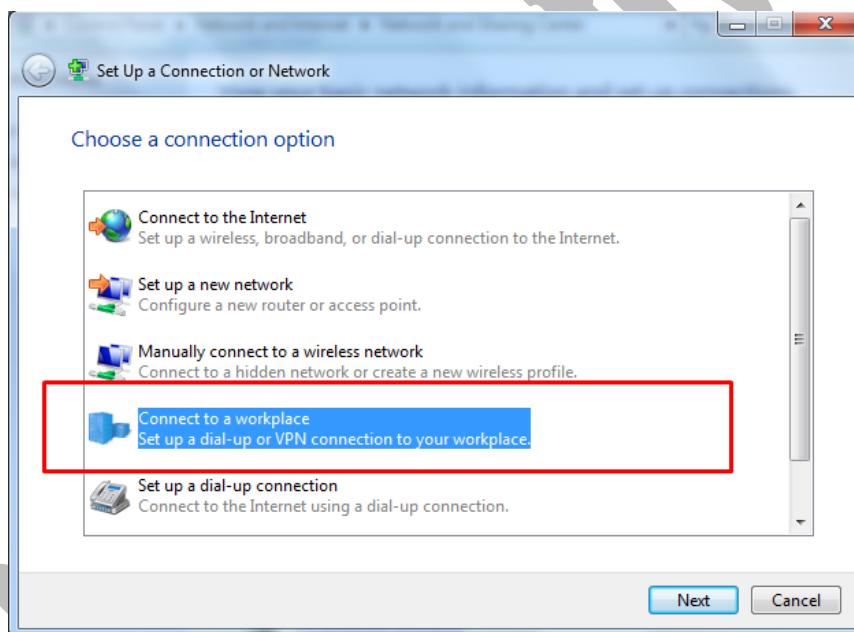 Set Up a Connection or Network
Choose a connection option
Connect to the Internet
Set up a wireless, broadband, or dial-up connection to the Internet.
Set up a new network
Configure a new router or access point.
Manually connect to a wireless network
Connect to a hidden network or create a new wireless profile.
Connect to a workplace
Set up a dial-up or VPN connection to your workplace.
Set up a dial-up connection
Connect to the Internet using a dial-up connection.
Next
Cancel